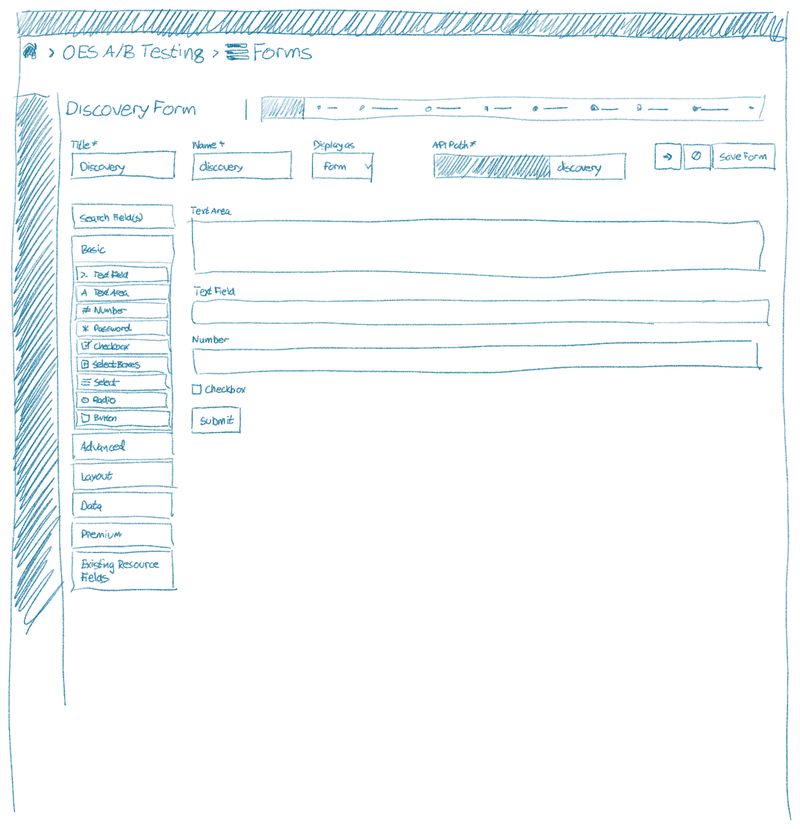 > OES A/B Testing > Forms
Discovery Form
Title*
Name*
Display as
API Path*
Discovery
discovery
Form
discovery
Save Form
Search Field(s)
Basic
>_ Text Field
A Text Area
# Number
* Password
Checkbox
Select Boxes
Select
Radio
Button
Advanced
Layout
Data
Premium
Existing Resource
Fields
Text Area
Text Field
Number
Checkbox
Submit